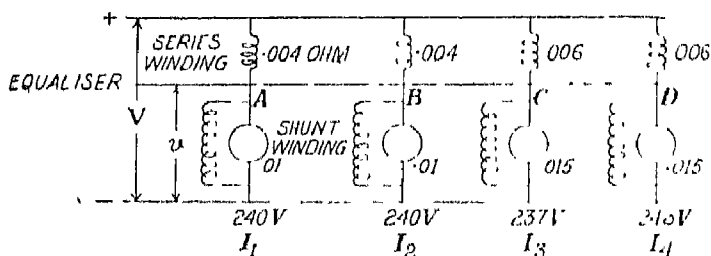 +
SERIES WINDING
.004 OHM .004 .006 .006
EQUALISER
A B C D
V
u
SHUNT WINDING
.01 .01 .015 .015
-
240V 240V 237V
I1 I2 I3 I4